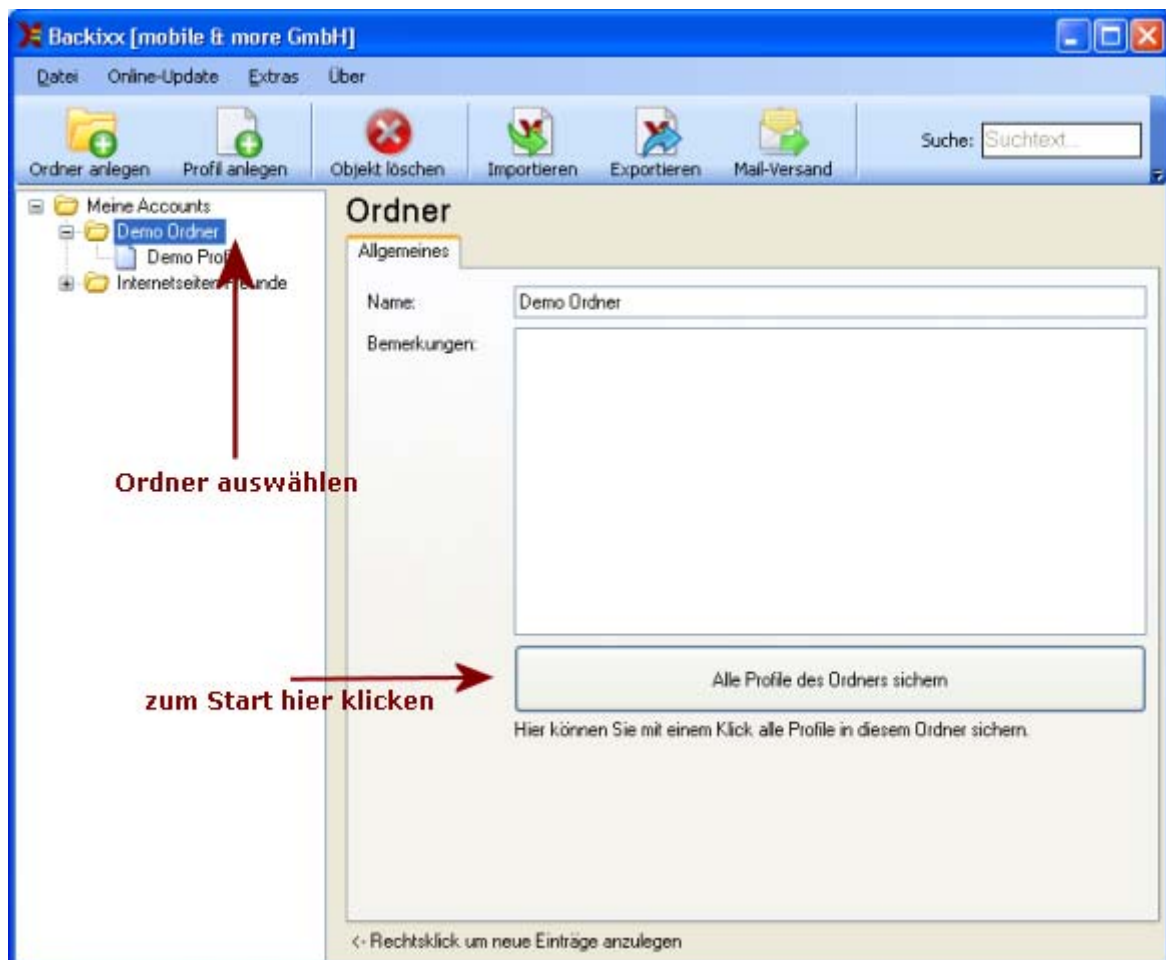 Backixx [mobile & more GmbH]
Datei Online-Update Extras Über
Ordner anlegen Profil anlegen Objekt löschen Importieren Exportieren Mail-Versand Suche: Suchtext...
Meine Accounts
Demo Ordner
Demo
Internetseiten
Ordner
Allgemeines
Name: Demo Ordner
Bemerkungen:
Ordner auswählen
Alle Profile des Ordners sichern
zum Start hier klicken
Hier können Sie mit einem Klick alle Profile in diesem Ordner sichern.
<- Rechtsklick um neue Einträge anzulegen